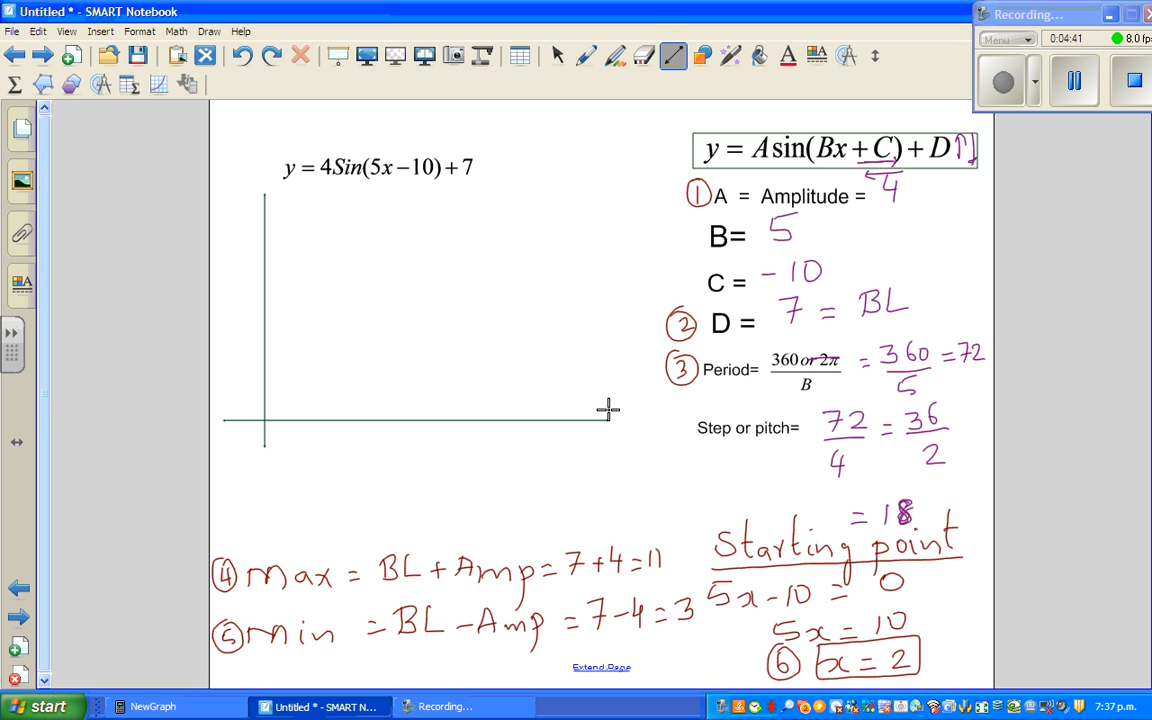 Untitled * - SMART Notebook
Recording...
File Edit View Insert Format Math Draw Help
Menu 0:04:41 8.0 fp
y = 4Sin(5x – 10) + 7
y = A sin(Bx + C) + D ↑↓
① A = Amplitude = 4
B= 5
C = -10
② D = 7 = BL
③ Period= 360 or 2π / B = 360 / 5 = 72
Step or pitch= 72 / 4 = 36 / 2
= 18
④ Max = BL + Amp = 7 + 4 = 11
⑤ Min = BL - Amp = 7 - 4 = 3
Starting point
5x - 10 = 0
5x = 10
⑥ x = 2
Extend Page
start NewGraph Untitled * - SMART N... Recording... 7:37 p.m.